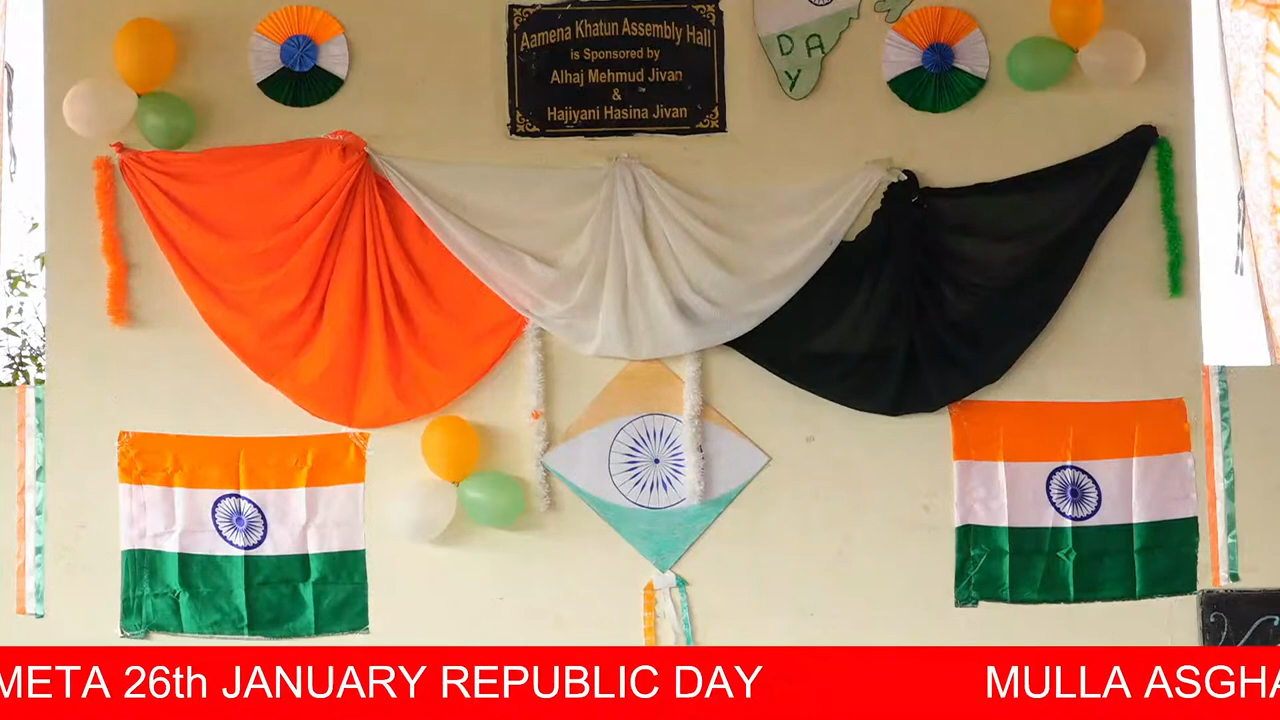 Aamena Khatun Assembly Hall
is Sponsored by
Alhaj Mehmud Jivan
&
Hajiyani Hasina Jivan
DA
Y
META 26th JANUARY REPUBLIC DAY MULLA ASGHA